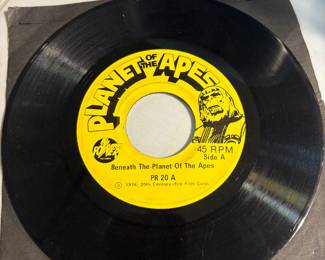 PLANET OF THE APES
45 RPM
Side A
Beneath The Planet Of The Apes
PR 20 A
© 1974 20th Century-Fox Film Corp.